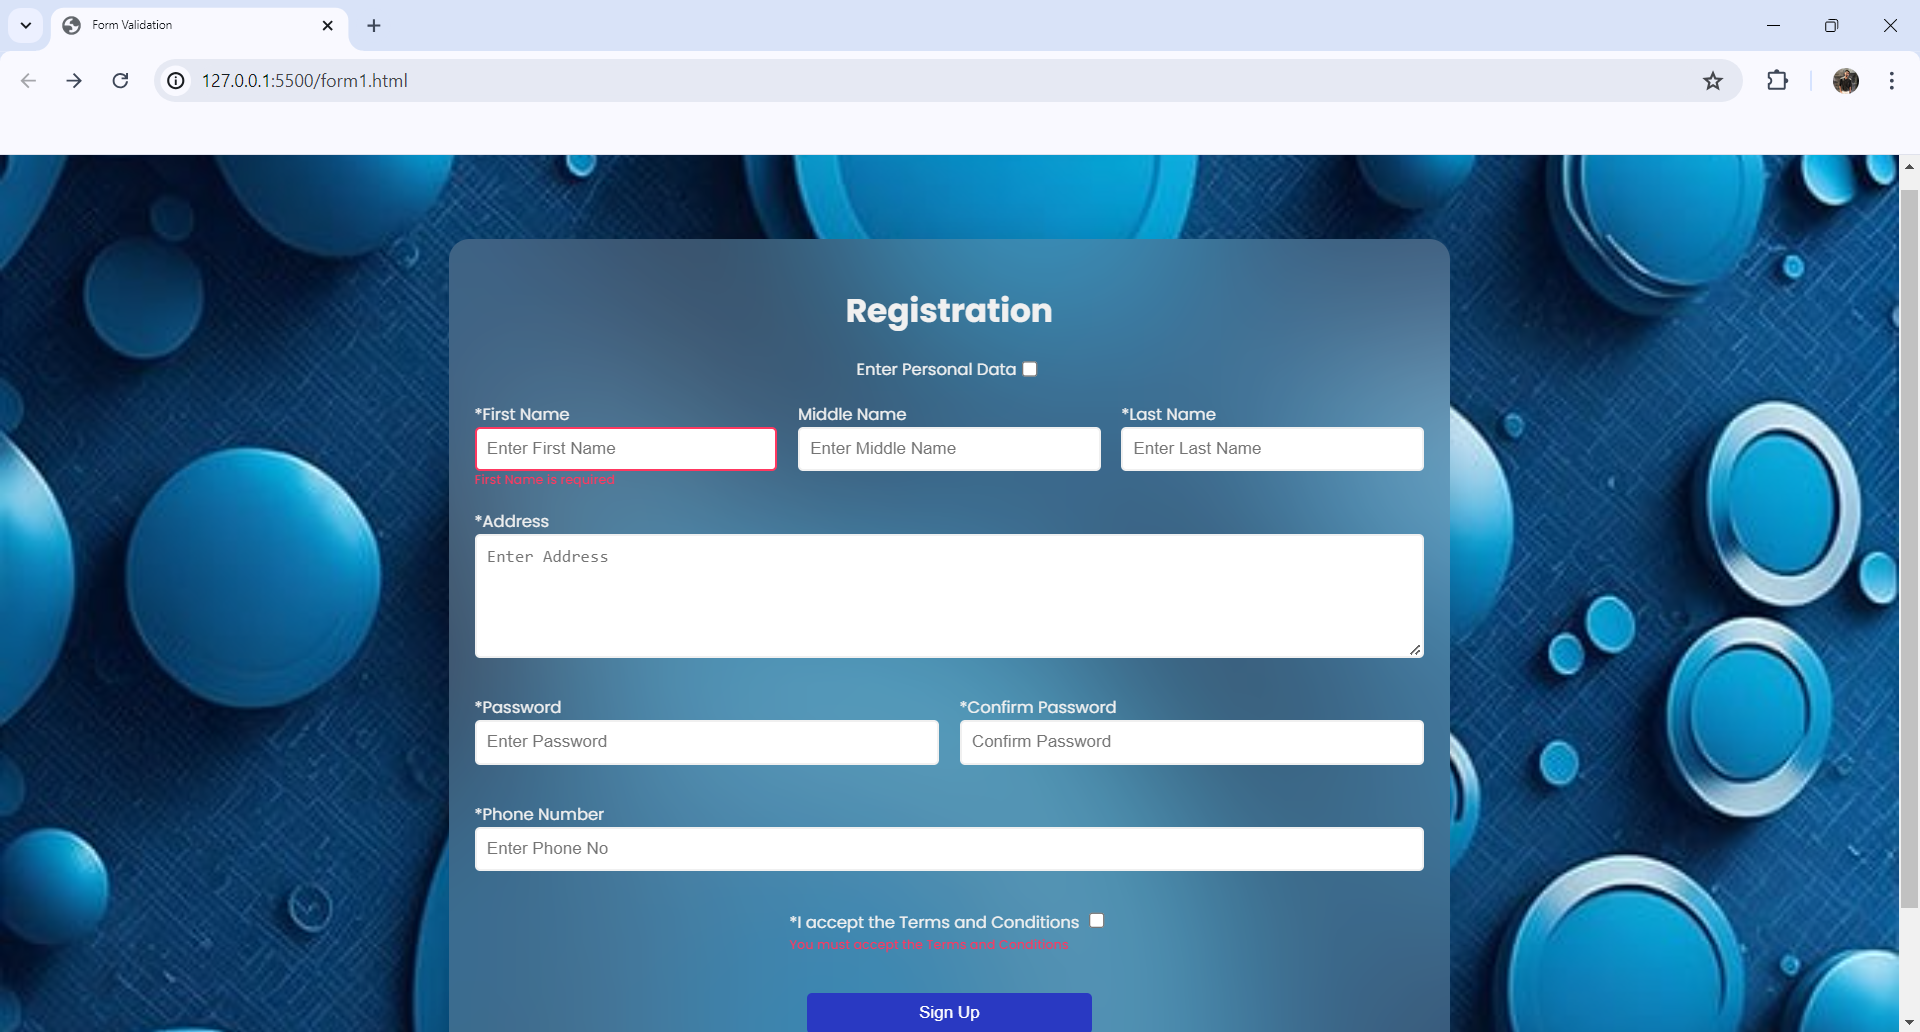 Form Validation
127.0.0.1:5500/form1.html
Registration
Enter Personal Data
*First Name Middle Name *Last Name
Enter First Name Enter Middle Name Enter Last Name
First Name is required
*Address
Enter Address
*Password *Confirm Password
Enter Password Confirm Password
*Phone Number
Enter Phone No
*I accept the Terms and Conditions
You must accept the Terms and Conditions
Sign Up